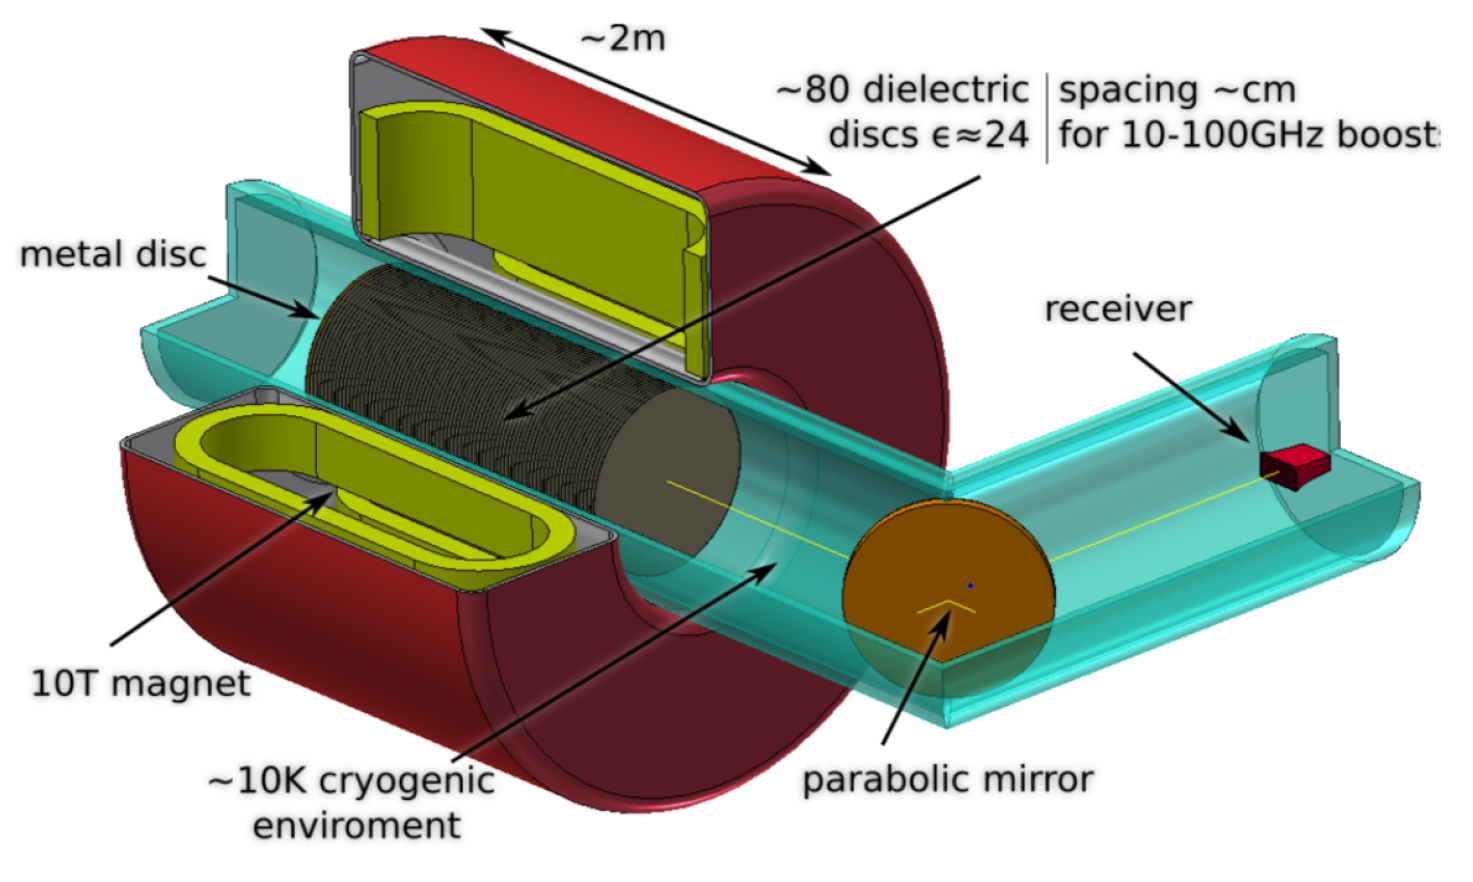 ~2m
~80 dielectric
discs ϵ≈24
spacing ~cm
for 10-100GHz boost
metal disc
receiver
10T magnet
~10K cryogenic
enviroment
parabolic mirror